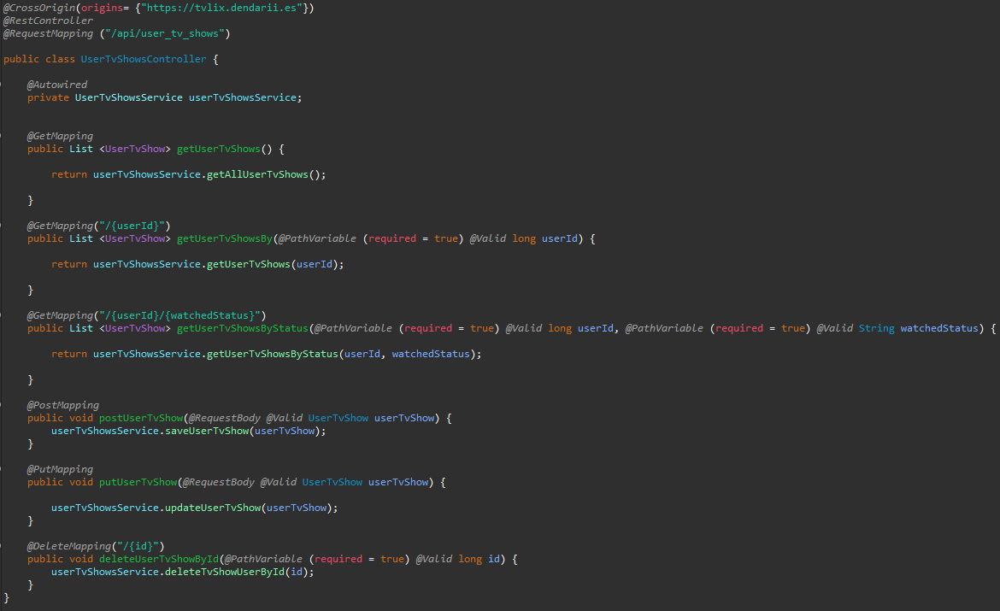 @CrossOrigin(origins= {"https://tvlix.dendarii.es"})
@RestController
@RequestMapping ("/api/user_tv_shows")
public class UserTvShowsController {
@Autowired
private UserTvShowsService userTvShowsService;
@GetMapping
public List <UserTvShow> getUserTvShows() {
return userTvShowsService.getAllUserTvShows();
}
@GetMapping("/{userId}")
public List <UserTvShow> getUserTvShowsBy(@PathVariable (required = true) @Valid long userId) {
return userTvShowsService.getUserTvShows(userId);
}
@GetMapping("/{userId}/{watchedStatus}")
public List <UserTvShow> getUserTvShowsByStatus(@PathVariable (required = true) @Valid long userId, @PathVariable (required = true) @Valid String watchedStatus) {
return userTvShowsService.getUserTvShowsByStatus(userId, watchedStatus);
}
@PostMapping
public void postUserTvShow(@RequestBody @Valid UserTvShow userTvShow) {
userTvShowsService.saveUserTvShow(userTvShow);
}
@PutMapping
public void putUserTvShow(@RequestBody @Valid UserTvShow userTvShow) {
userTvShowsService.updateUserTvShow(userTvShow);
}
@DeleteMapping("/{id}")
public void deleteUserTvShowById(@PathVariable (required = true) @Valid long id) {
userTvShowsService.deleteTvShowUserById(id);
}
}